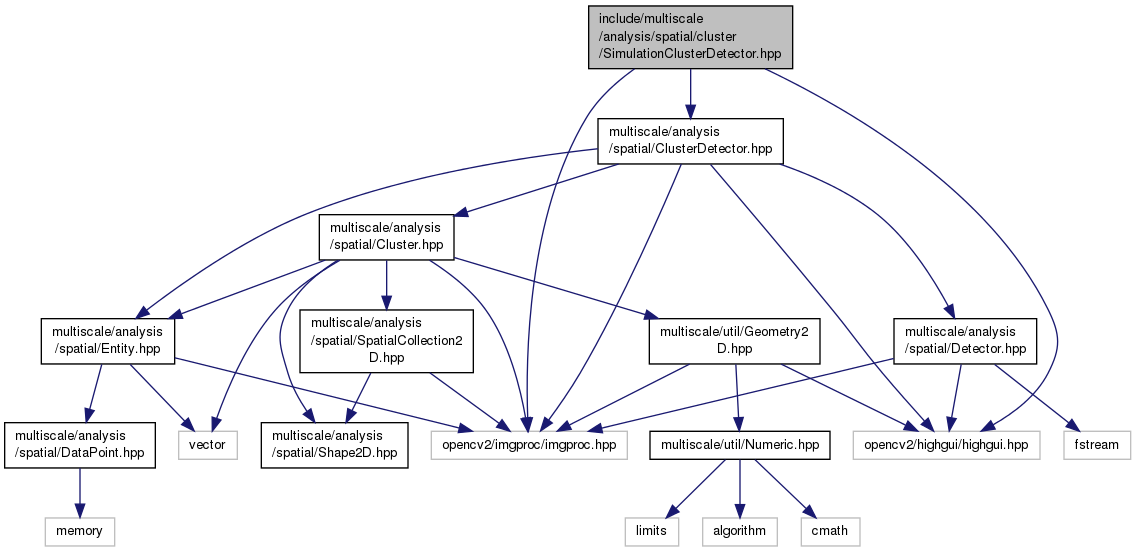 include/multiscale
/analysis/spatial/cluster
/SimulationClusterDetector.hpp
multiscale/analysis
/spatial/ClusterDetector.hpp
multiscale/analysis
/spatial/Cluster.hpp
multiscale/analysis
/spatial/Entity.hpp
multiscale/analysis
/spatial/SpatialCollection2
D.hpp
multiscale/util/Geometry2
D.hpp
multiscale/analysis
/spatial/Detector.hpp
multiscale/analysis
/spatial/DataPoint.hpp
vector
multiscale/analysis
/spatial/Shape2D.hpp
opencv2/imgproc/imgproc.hpp
multiscale/util/Numeric.hpp
opencv2/highgui/highgui.hpp
fstream
memory
limits
algorithm
cmath